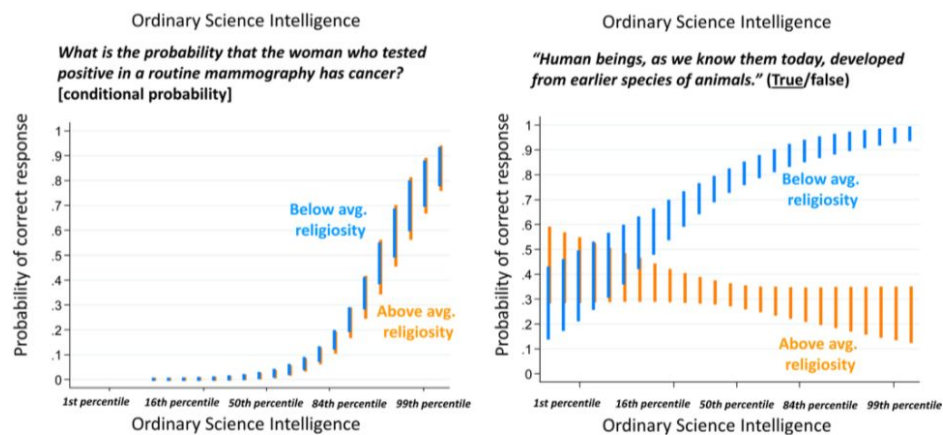 Ordinary Science Intelligence
What is the probability that the woman who tested
positive in a routine mammography has cancer?
[conditional probability]
Probability of correct response
1
.9
.8
.7
.6
.5
.4
.3
.2
.1
0
Below avg.
religiosity
Above avg.
religiosity
1st percentile 16th percentile 50th percentile 84th percentile 99th percentile
Ordinary Science Intelligence
Ordinary Science Intelligence
“Human beings, as we know them today, developed
from earlier species of animals.” (True/false)
Probability of correct response
1
.9
.8
.7
.6
.5
.4
.3
.2
.1
0
Below avg.
religiosity
Above avg.
religiosity
1st percentile 16th percentile 50th percentile 84th percentile 99th percentile
Ordinary Science Intelligence